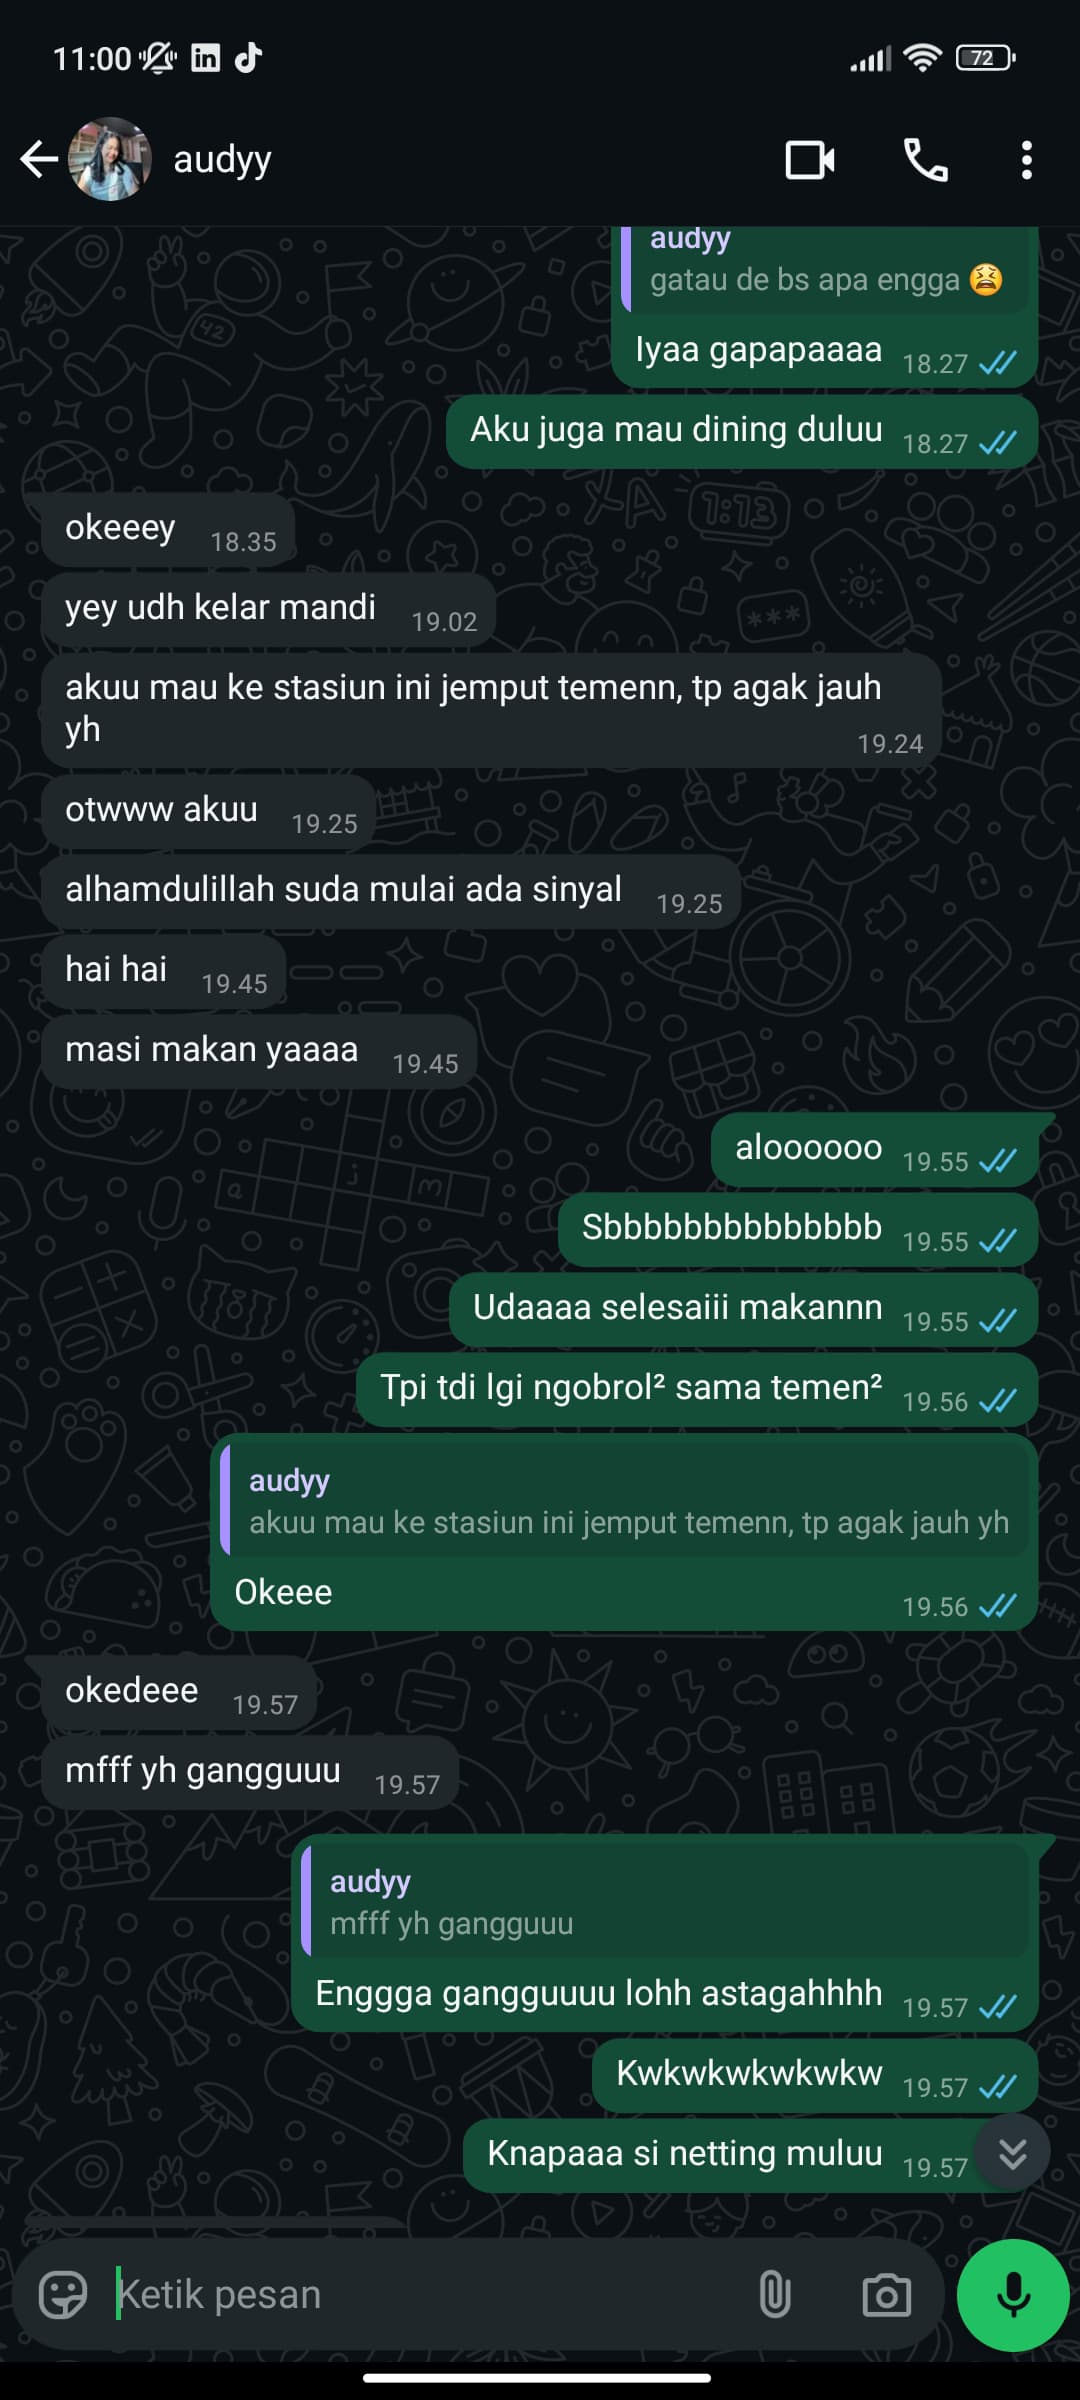 11:00
72
audyy
audyy
gatau de bs apa engga 😫
Iyaa gapapaaaa 18.27
Aku juga mau dining duluu 18.27
okeeey 18.35
yey udh kelar mandi 19.02
akuu mau ke stasiun ini jemput temenn, tp agak jauh
yh 19.24
otwww akuu 19.25
alhamdulillah suda mulai ada sinyal 19.25
hai hai 19.45
masi makan yaaaa 19.45
aloooooo 19.55
Sbbbbbbbbbbbbbb 19.55
Udaaaa selesaiii makannn 19.55
Tpi tdi lgi ngobrol² sama temen² 19.56
audyy
akuu mau ke stasiun ini jemput temenn, tp agak jauh yh
Okeee 19.56
okedeee 19.57
mfff yh gangguuu 19.57
audyy
mfff yh gangguuu
Enggga gangguuuu lohh astagahhhh 19.57
Kwkwkwkwkwkw 19.57
Knapaaa si netting muluu 19.57
Ketik pesan